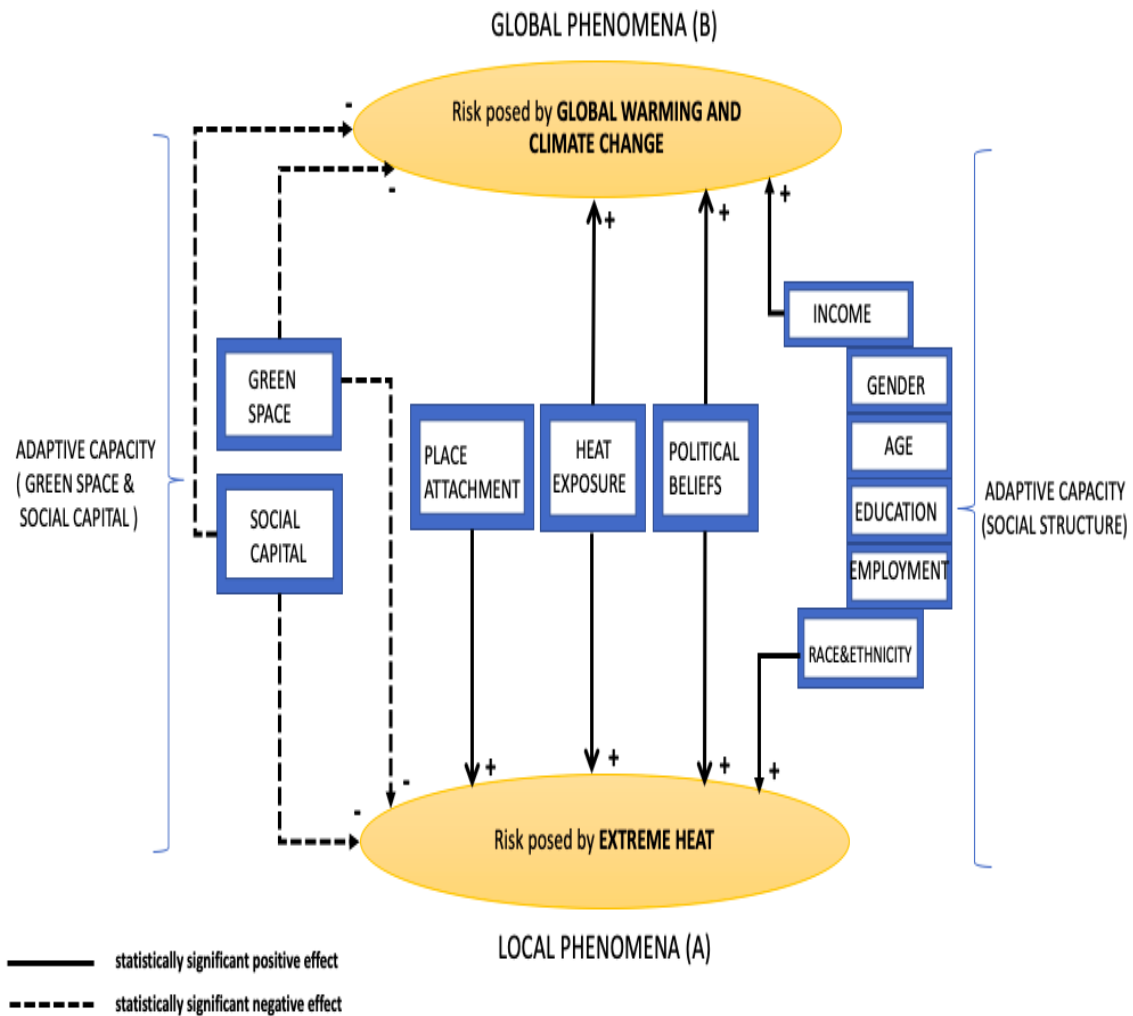 GLOBAL PHENOMENA (B)
Risk posed by GLOBAL WARMING AND
CLIMATE CHANGE
-
-
+
+
+
INCOME
GENDER
AGE
EDUCATION
EMPLOYMENT
RACE&ETHNICITY
GREEN
SPACE
SOCIAL
CAPITAL
PLACE
ATTACHMENT
HEAT
EXPOSURE
POLITICAL
BELIEFS
ADAPTIVE CAPACITY
( GREEN SPACE &
SOCIAL CAPITAL )
ADAPTIVE CAPACITY
(SOCIAL STRUCTURE)
-
-
+
+
+
+
Risk posed by EXTREME HEAT
LOCAL PHENOMENA (A)
statistically significant positive effect
statistically significant negative effect